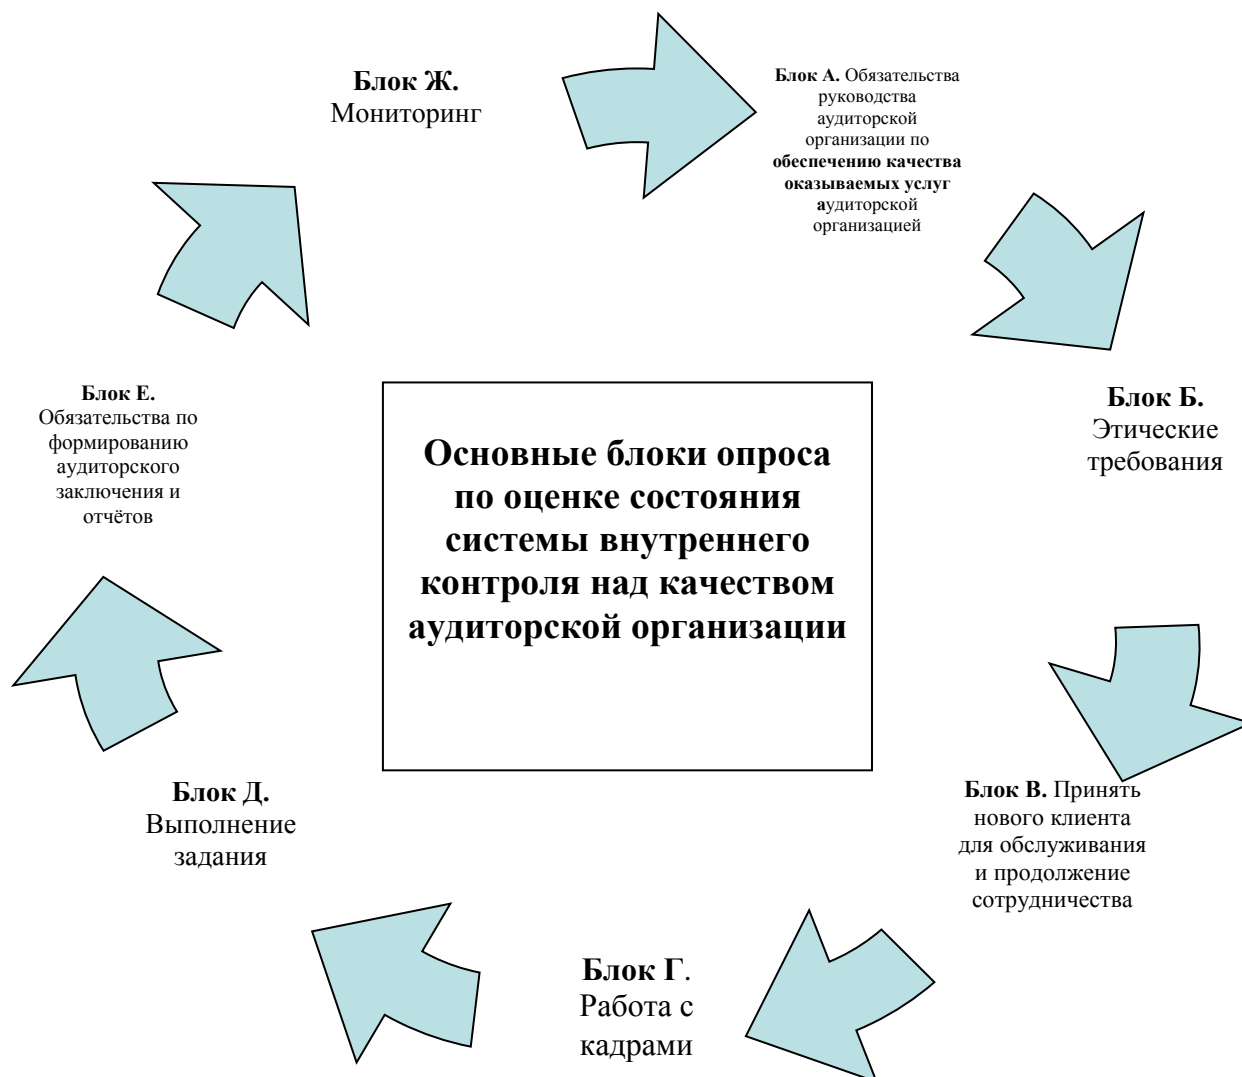 Блок Ж.
Мониторинг
Блок А. Обязательства
руководства
аудиторской
организации по
обеспечению качества
оказываемых услуг
аудиторской
организацией
Блок Б.
Этические
требования
Блок В. Принять
нового клиента
для обслуживания
и продолжение
сотрудничества
Блок Г.
Работа с
кадрами
Блок Д.
Выполнение
задания
Блок Е.
Обязательства по
формированию
аудиторского
заключения и
отчётов
Основные блоки опроса
по оценке состояния
системы внутреннего
контроля над качеством
аудиторской организации